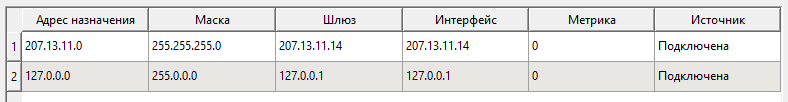 Адрес назначения Маска Шлюз Интерфейс Метрика Источник
1 207.13.11.0 255.255.255.0 207.13.11.14 207.13.11.14 0 Подключена
2 127.0.0.0 255.0.0.0 127.0.0.1 127.0.0.1 0 Подключена